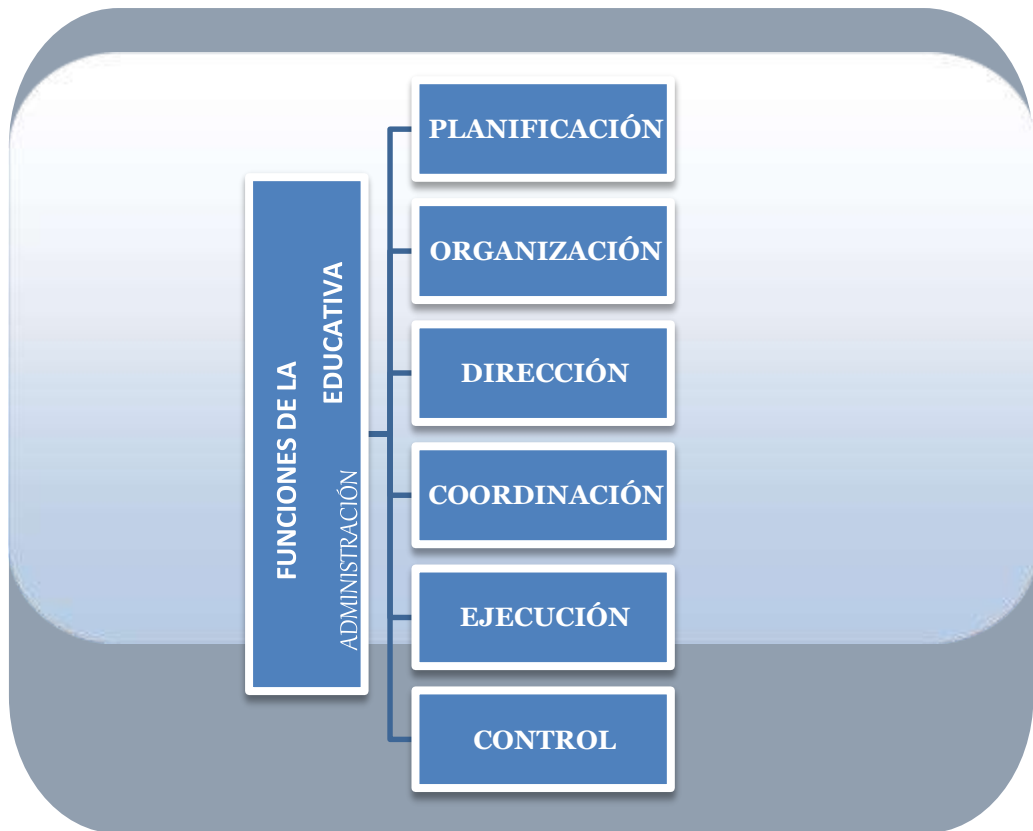 FUNCIONES DE LA
ADMINISTRACIÓN EDUCATIVA
PLANIFICACIÓN
ORGANIZACIÓN
DIRECCIÓN
COORDINACIÓN
EJECUCIÓN
CONTROL